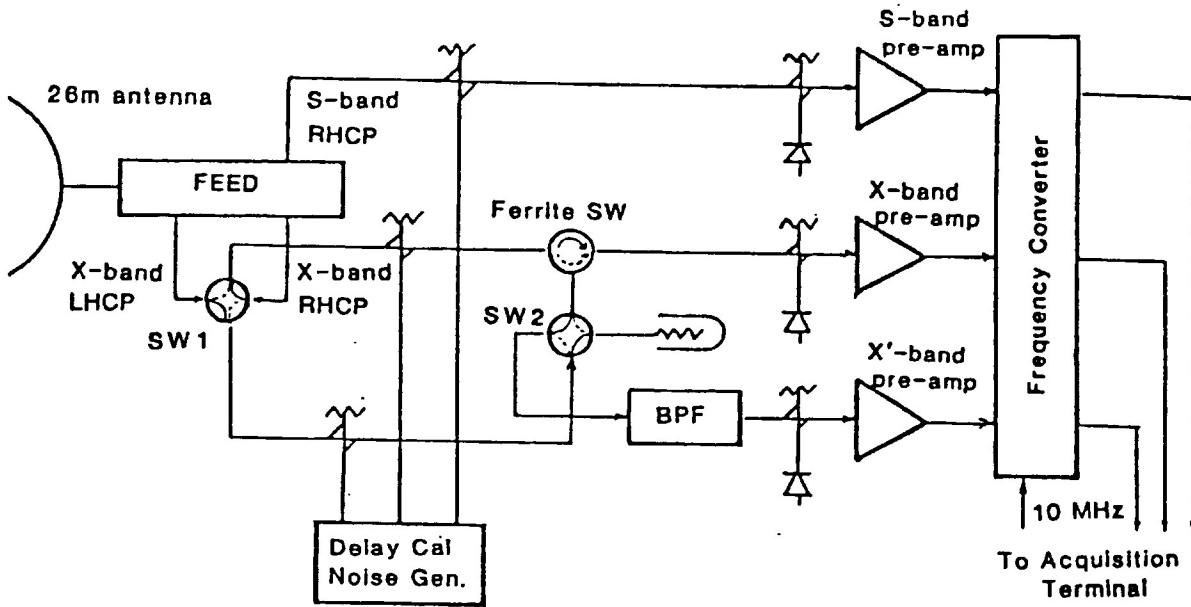 S-band
pre-amp
26m antenna
S-band
RHCP
FEED
Ferrite SW
X-band
pre-amp
Frequency Converter
X-band
LHCP
X-band
RHCP
SW1
SW2
X'-band
pre-amp
BPF
10 MHz
Delay Cal
Noise Gen.
To Acquisition
Terminal